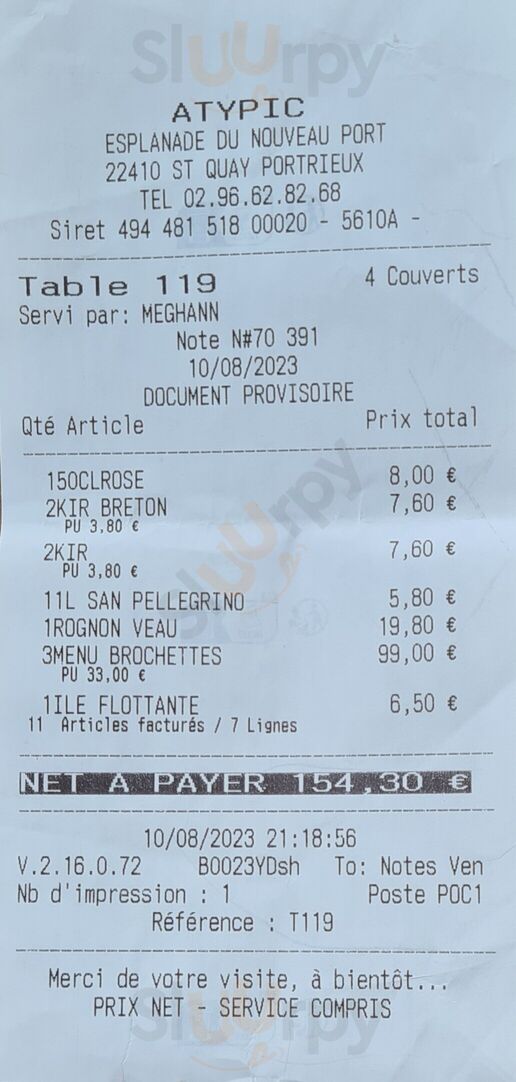 Sluurpy
ATYPIC
ESPLANADE DU NOUVEAU PORT
22410 ST QUAY PORTRIEUX
TEL 02.96.62.82.68
Siret 494 481 518 00020 - 5610A -
Table 119 4 Couverts
Servi par: MEGHANN
Note N#70 391
10/08/2023
DOCUMENT PROVISOIRE
Qté Article Prix total
150CLROSE 8,00 €
2KIR BRETON 7,60 €
PU 3,80 €
2KIR 7,60 €
PU 3,80 €
11L SAN PELLEGRINO 5,80 €
1ROGNON VEAU 19,80 €
3MENU BROCHETTES 99,00 €
PU 33,00 €
1ILE FLOTTANTE 6,50 €
11 Articles facturés / 7 Lignes
Sluurpy
NET A PAYER 154,30 €
10/08/2023 21:18:56
V.2.16.0.72 B0023YDsh To: Notes Ven
Nb d'impression : 1 Poste POC1
Référence : T119
Merci de votre visite, à bientôt...
PRIX NET - SERVICE COMPRIS
Sluurpy